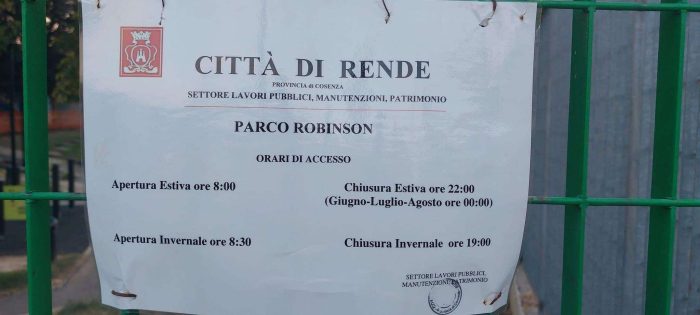 CITTÀ DI RENDE
PROVINCIA di COSENZA
SETTORE LAVORI PUBBLICI, MANUTENZIONI, PATRIMONIO
PARCO ROBINSON
ORARI DI ACCESSO
Apertura Estiva ore 8:00
Chiusura Estiva ore 22:00
(Giugno-Luglio-Agosto ore 00:00)
Apertura Invernale ore 8:30
Chiusura Invernale ore 19:00
SETTORE LAVORI PUBBLICI,
MANUTENZIONI, PATRIMONIO